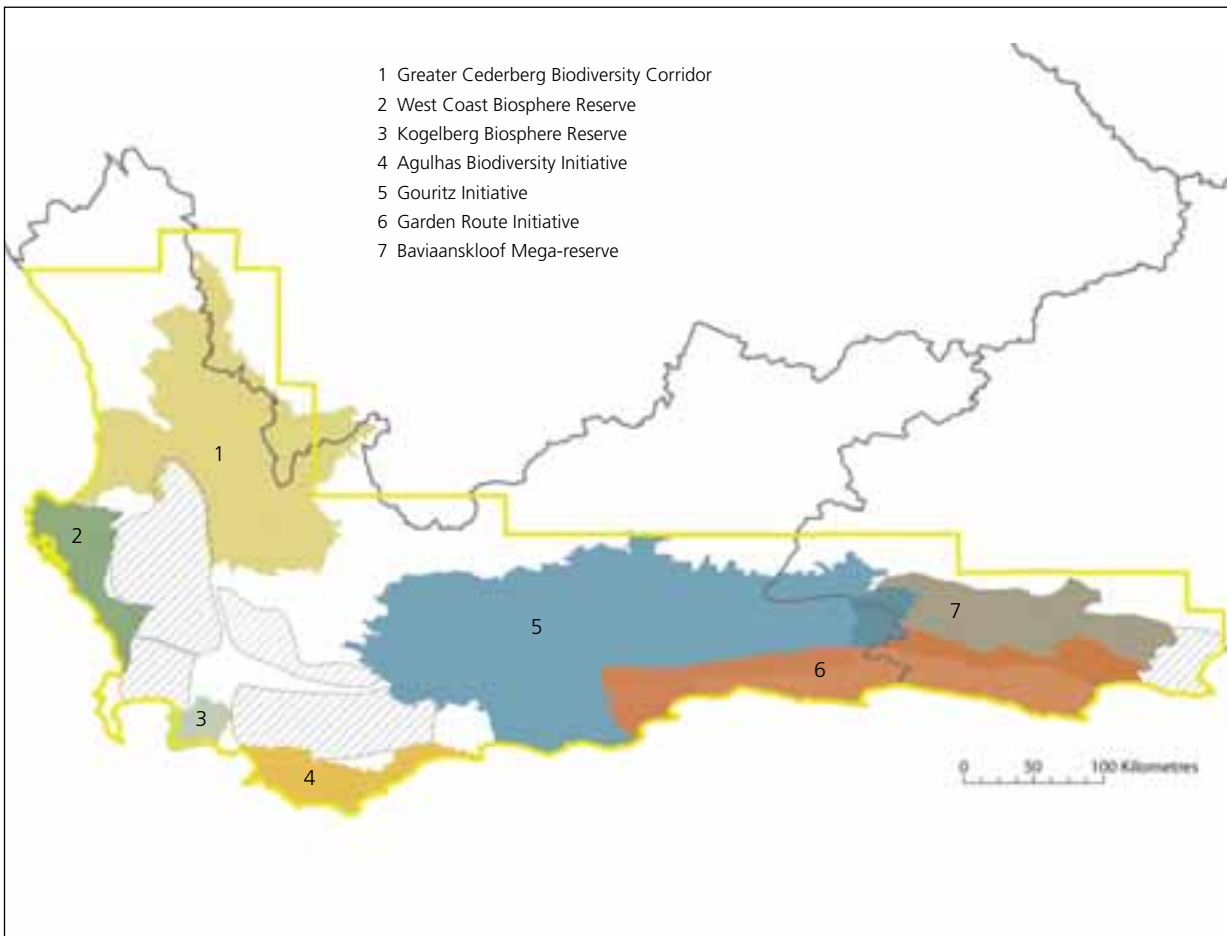 1 Greater Cederberg Biodiversity Corridor
2 West Coast Biosphere Reserve
3 Kogelberg Biosphere Reserve
4 Agulhas Biodiversity Initiative
5 Gouritz Initiative
6 Garden Route Initiative
7 Baviaanskloof Mega-reserve
1
2
7
5
6
3
4
0 50 100 Kilometres